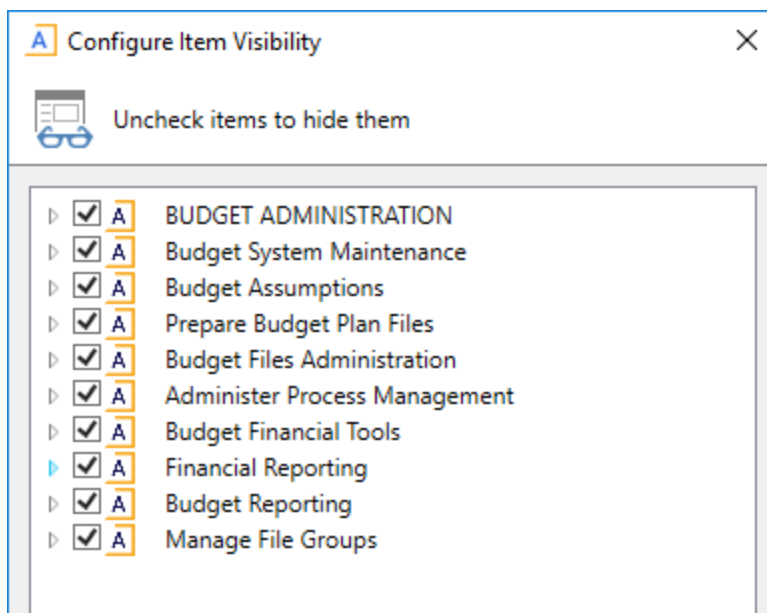 A Configure Item Visibility
Uncheck items to hide them
A BUDGET ADMINISTRATION
A Budget System Maintenance
A Budget Assumptions
A Prepare Budget Plan Files
A Budget Files Administration
A Administer Process Management
A Budget Financial Tools
A Financial Reporting
A Budget Reporting
A Manage File Groups